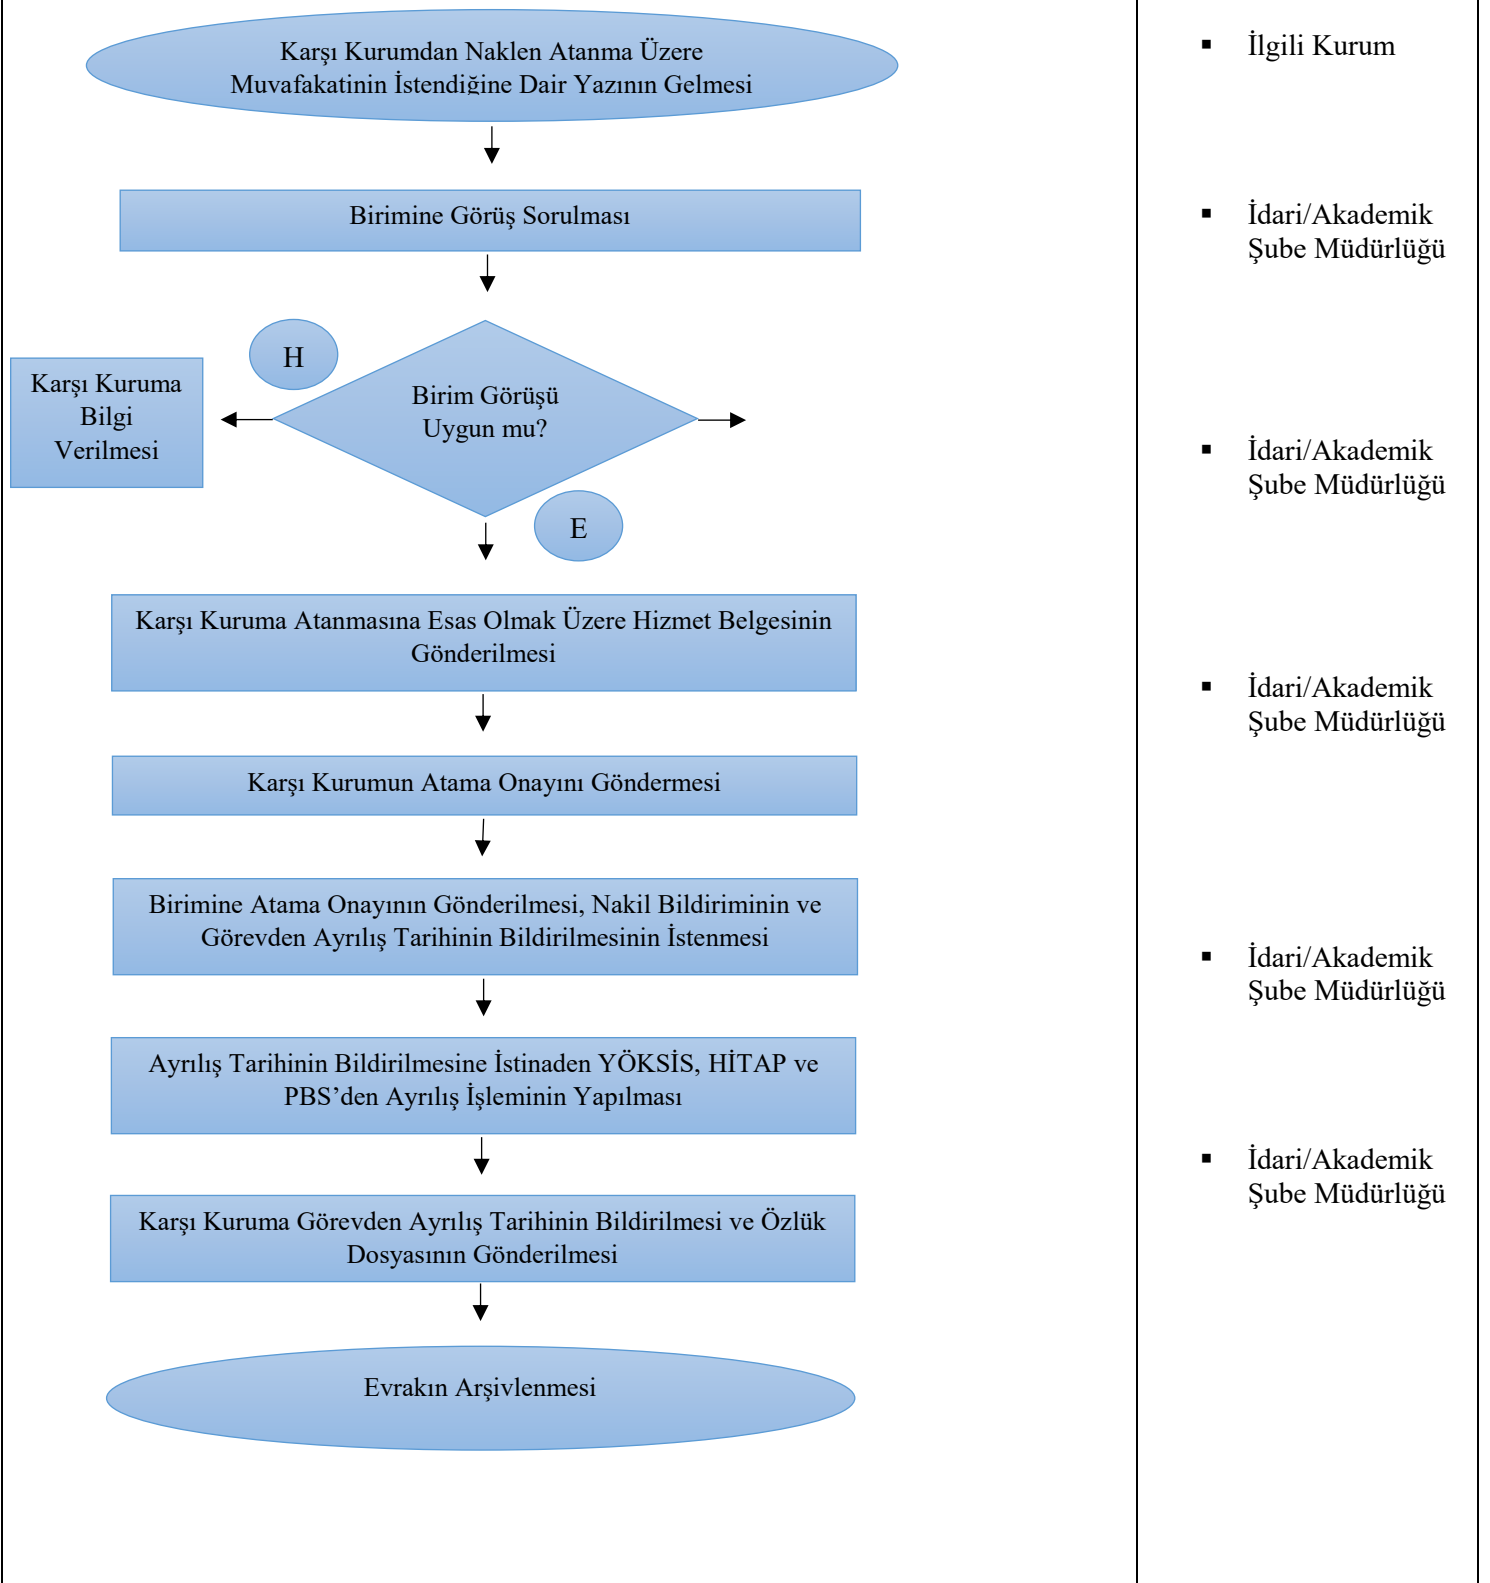 Karşı Kurumdan Naklen Atanma Üzere
Muvafakatinin İstendiğine Dair Yazının Gelmesi
Birimine Görüş Sorulması
H
Birim Görüşü
Uygun mu?
Karşı Kuruma
Bilgi
Verilmesi
E
Karşı Kuruma Atanmasına Esas Olmak Üzere Hizmet Belgesinin
Gönderilmesi
Karşı Kurumun Atama Onayını Göndermesi
Birimine Atama Onayının Gönderilmesi, Nakil Bildiriminin ve
Görevden Ayrılış Tarihinin Bildirilmesinin İstenmesi
Ayrılış Tarihinin Bildirilmesine İstinaden YÖKSİS, HİTAP ve
PBS’den Ayrılış İşleminin Yapılması
Karşı Kuruma Görevden Ayrılış Tarihinin Bildirilmesi ve Özlük
Dosyasının Gönderilmesi
Evrakın Arşivlenmesi
▪ İlgili Kurum
▪ İdari/Akademik
Şube Müdürlüğü
▪ İdari/Akademik
Şube Müdürlüğü
▪ İdari/Akademik
Şube Müdürlüğü
▪ İdari/Akademik
Şube Müdürlüğü
▪ İdari/Akademik
Şube Müdürlüğü